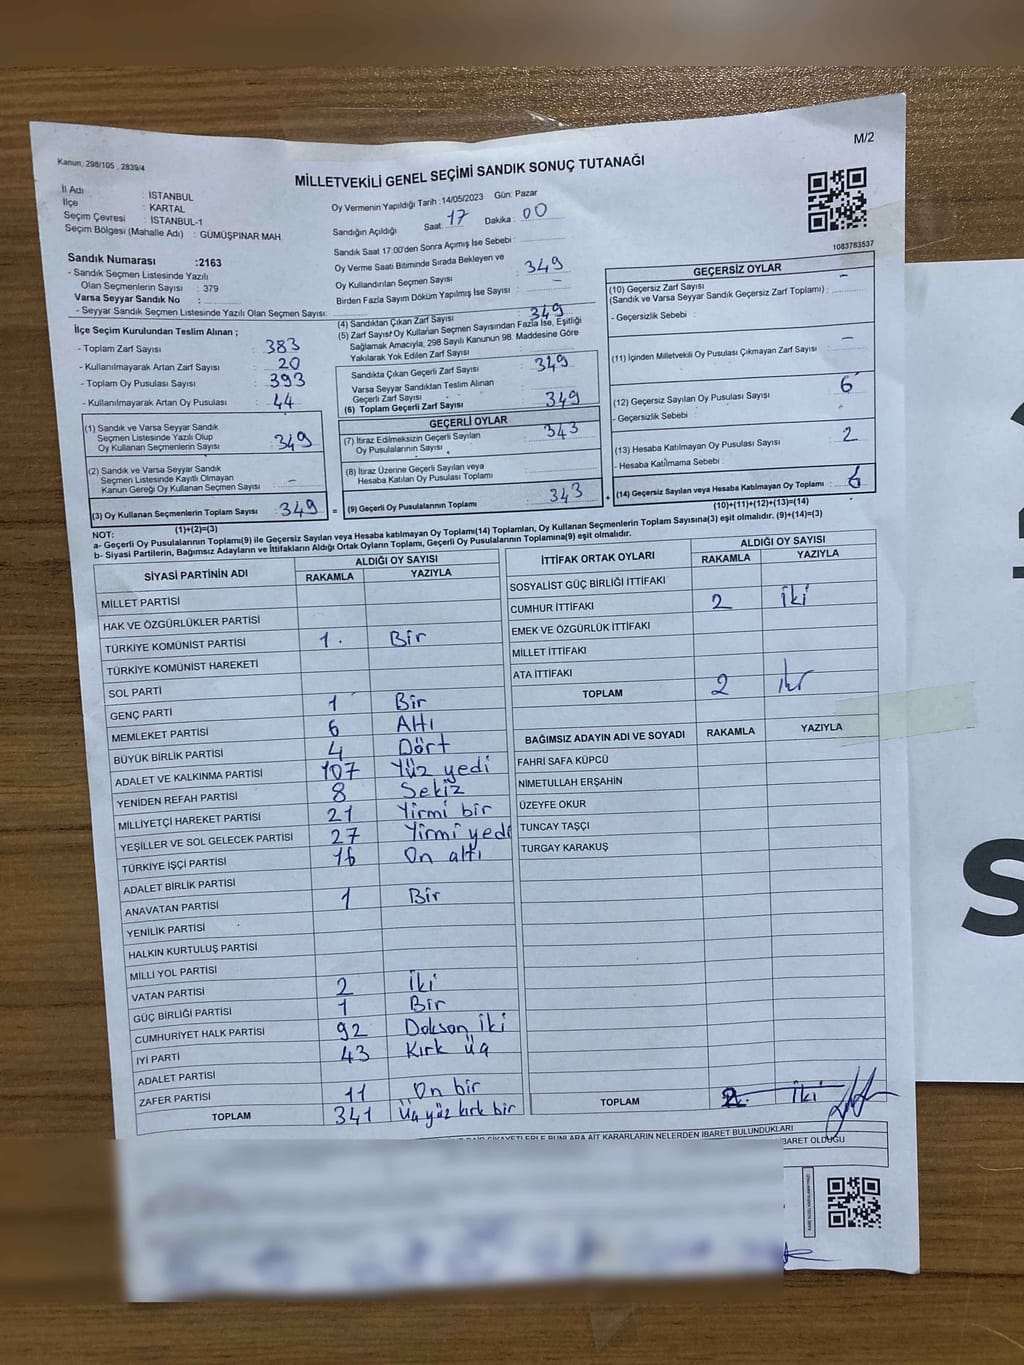 M/2
Kanun; 298/105 , 2839/4
MİLLETVEKİLİ GENEL SEÇİMİ SANDIK SONUÇ TUTANAĞI
İl Adı : İSTANBUL
İlçe : KARTAL
Seçim Çevresi : İSTANBUL-1
Seçim Bölgesi (Mahalle Adı) : GÜMÜŞPINAR MAH.
Oy Vermenin Yapıldığı Tarih :14/05/2023 Gün: Pazar
Sandığın Açıldığı Saat: 17 Dakika : 00
Sandık Saat 17:00'den Sonra Açımış İse Sebebi :
Oy Verme Saati Bitiminde Sırada Bekleyen ve
Oy Kullandırılan Seçmen Sayısı : 349
Birden Fazla Sayım Döküm Yapılmış İse Sayısı : -
1083783537
Sandık Numarası :2163
- Sandık Seçmen Listesinde Yazılı
Olan Seçmenlerin Sayısı : 379
Varsa Seyyar Sandık No :
- Seyyar Sandık Seçmen Listesinde Yazılı Olan Seçmen Sayısı:
İlçe Seçim Kurulundan Teslim Alınan ;
- Toplam Zarf Sayısı : 383
- Kullanılmayarak Artan Zarf Sayısı : 20
- Toplam Oy Pusulası Sayısı : 393
- Kullanılmayarak Artan Oy Pusulası : 44
(1) Sandık ve Varsa Seyyar Sandık
Seçmen Listesinde Yazılı Olup
Oy Kullanan Seçmenlerin Sayısı : 349
(2) Sandık ve Varsa Seyyar Sandık
Seçmen Listesinde Kayıtlı Olmayan
Kanun Gereği Oy Kullanan Seçmen Sayısı : -
(3) Oy Kullanan Seçmenlerin Toplam Sayısı : 349
(1)+(2)=(3)
(4) Sandıktan Çıkan Zarf Sayısı : 349
(5) Zarf Sayısı Oy Kullanan Seçmen Sayısından Fazla İse, Eşitliği
Sağlamak Amacıyla, 298 Sayılı Kanunun 98. Maddesine Göre
Yakılarak Yok Edilen Zarf Sayısı :
Sandıkta Çıkan Geçerli Zarf Sayısı : 349
Varsa Seyyar Sandıktan Teslim Alınan
Geçerli Zarf Sayısı :
(6) Toplam Geçerli Zarf Sayısı : 349
GEÇERLİ OYLAR
(7) İtiraz Edilmeksizin Geçerli Sayılan
Oy Pusulalarının Sayısı : 343
(8) İtiraz Üzerine Geçerli Sayılan veya
Hesaba Katılan Oy Pusulası Toplamı :
= (9) Geçerli Oy Pusulalarının Toplamı : 343
GEÇERSİZ OYLAR
(10) Geçersiz Zarf Sayısı -
(Sandık ve Varsa Seyyar Sandık Geçersiz Zarf Toplamı) :
- Geçersizlik Sebebi :
(11) İçinden Milletvekili Oy Pusulası Çıkmayan Zarf Sayısı : -
(12) Geçersiz Sayılan Oy Pusulası Sayısı : 6
- Geçersizlik Sebebi :
(13) Hesaba Katılmayan Oy Pusulası Sayısı : 2
- Hesaba Katılmama Sebebi :
+ (14) Geçersiz Sayılan veya Hesaba Katılmayan Oy Toplamı : 6
(10)+(11)+(12)+(13)=(14)
NOT:
a- Geçerli Oy Pusulalarının Toplamı(9) ile Geçersiz Sayılan veya Hesaba Katılmayan Oy Toplamı(14) Toplamları, Oy Kullanan Seçmenlerin Toplam Sayısına(3) eşit olmalıdır. (9)+(14)=(3)
b- Siyasi Partilerin, Bağımsız Adayların ve İttifakların Aldığı Ortak Oyların Toplamı, Geçerli Oy Pusulalarının Toplamına(9) eşit olmalıdır.
SİYASİ PARTİNİN ADI ALDIĞI OY SAYISI
RAKAMLA YAZIYLA
MİLLET PARTİSİ
HAK VE ÖZGÜRLÜKLER PARTİSİ
TÜRKİYE KOMÜNİST PARTİSİ 1. Bir
TÜRKİYE KOMÜNİST HAREKETİ
SOL PARTİ
GENÇ PARTİ 1 Bir
MEMLEKET PARTİSİ 6 Altı
BÜYÜK BİRLİK PARTİSİ 4 Dört
ADALET VE KALKINMA PARTİSİ 107 Yüz yedi
YENİDEN REFAH PARTİSİ 8 Sekiz
MİLLİYETÇİ HAREKET PARTİSİ 21 Yirmi bir
YEŞİLLER VE SOL GELECEK PARTİSİ 27 Yirmi yedi
TÜRKİYE İŞÇİ PARTİSİ 16 On altı
ADALET BİRLİK PARTİSİ
ANAVATAN PARTİSİ 1 Bir
YENİLİK PARTİSİ
HALKIN KURTULUŞ PARTİSİ
MİLLİ YOL PARTİSİ
VATAN PARTİSİ 2 İki
GÜÇ BİRLİĞİ PARTİSİ 1 Bir
CUMHURİYET HALK PARTİSİ 92 Doksan iki
İYİ PARTİ 43 Kırk üç
ADALET PARTİSİ
ZAFER PARTİSİ 11 On bir
TOPLAM 341 Üç yüz kırk bir
İTTİFAK ORTAK OYLARI ALDIĞI OY SAYISI
RAKAMLA YAZIYLA
SOSYALİST GÜÇ BİRLİĞİ İTTİFAKI
CUMHUR İTTİFAKI 2 İki
EMEK VE ÖZGÜRLÜK İTTİFAKI
MİLLET İTTİFAKI
ATA İTTİFAKI
TOPLAM 2 iki
BAĞIMSIZ ADAYIN ADI VE SOYADI RAKAMLA YAZIYLA
FAHRİ SAFA KÜPCÜ
NİMETULLAH ERŞAHİN
ÜZEYFE OKUR
TUNCAY TAŞÇI
TURGAY KARAKUŞ
TOPLAM 2. İki
ŞİKAYETLERLE BUNLARA AİT KARARLARIN NELERDEN İBARET BULUNDUKLARI
İBARET OLDUĞU
S